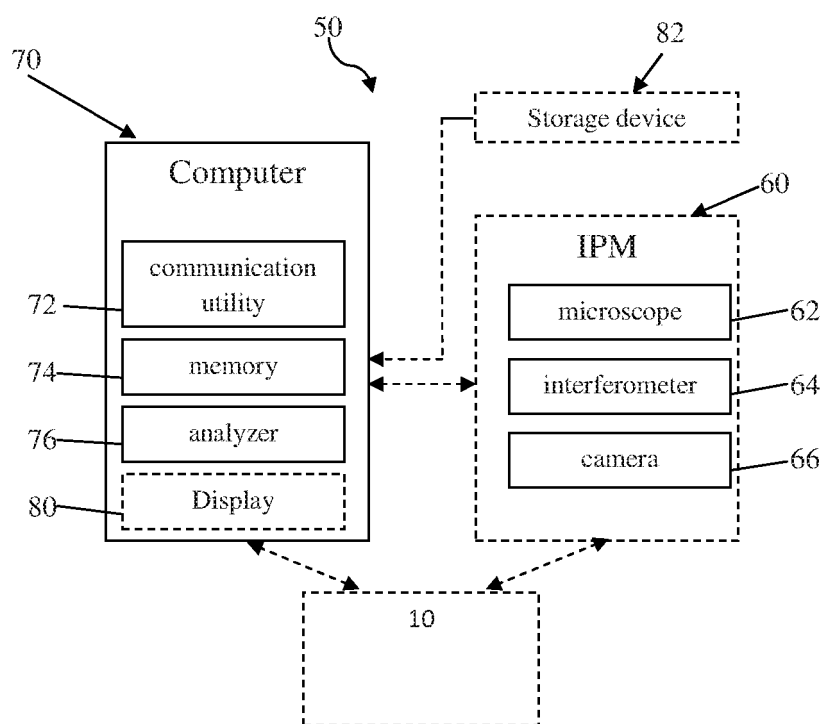 50
82
70
Storage device
Computer
60
IPM
communication
utility
72
microscope
62
memory
74
interferometer
64
analyzer
76
camera
66
Display
80
10